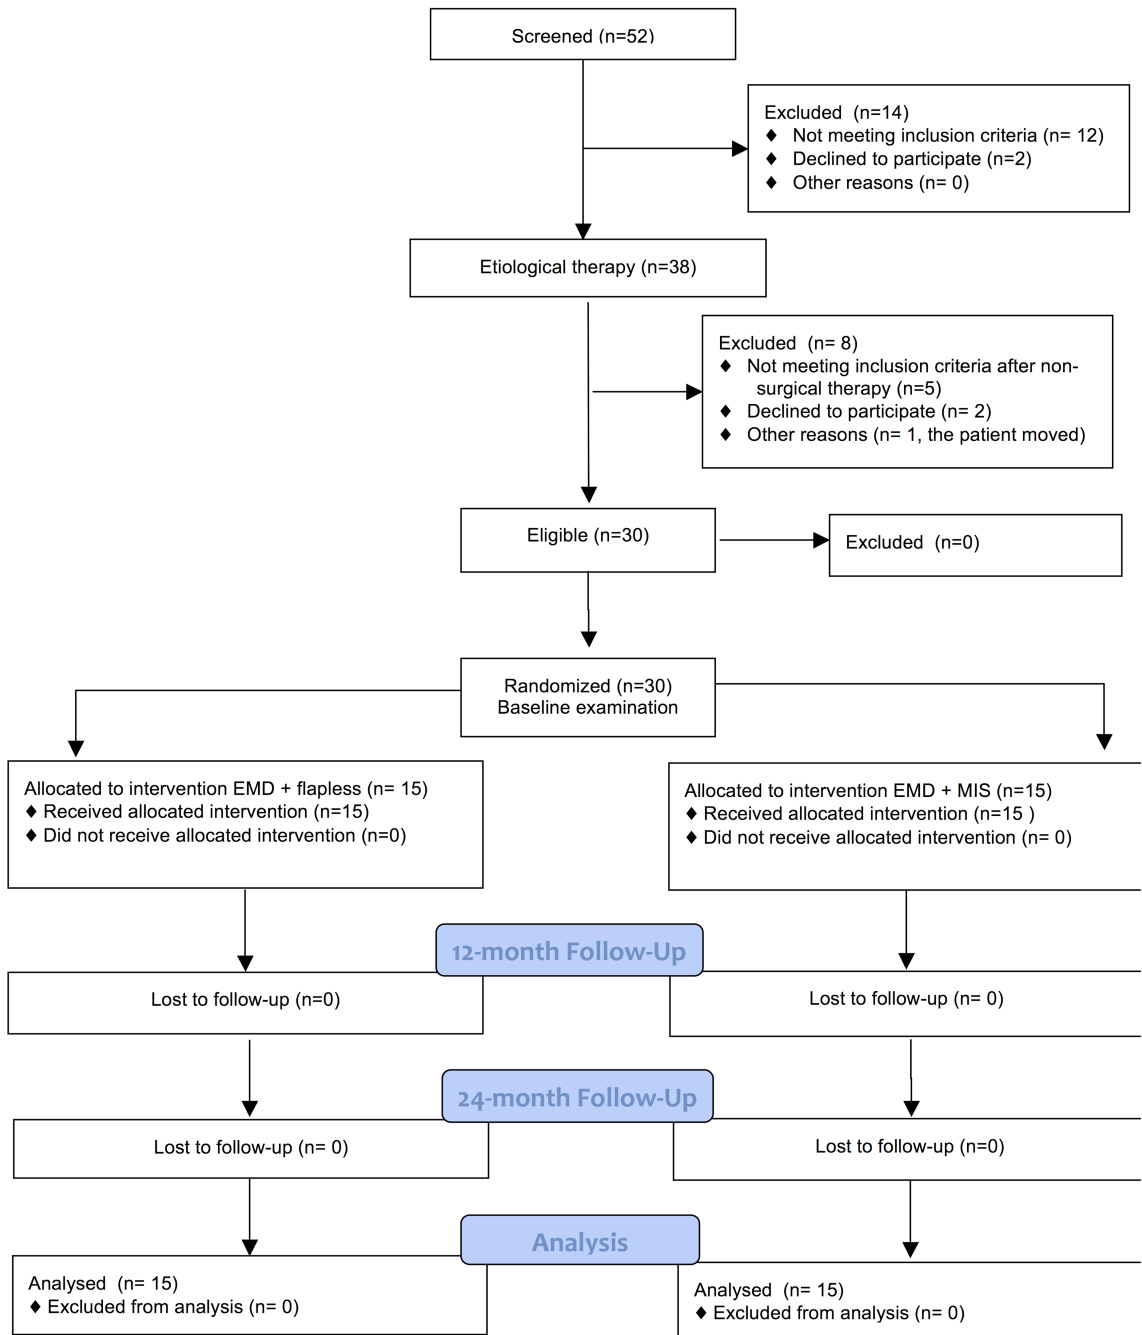 Screened (n=52)
Excluded  (n=14)
♦ Not meeting inclusion criteria (n= 12)
♦ Declined to participate (n=2)
♦ Other reasons (n= 0)
Etiological therapy (n=38)
Excluded  (n= 8)
♦ Not meeting inclusion criteria after non-
surgical therapy (n=5)
♦ Declined to participate (n= 2)
♦ Other reasons (n= 1, the patient moved)
Eligible (n=30)
Excluded  (n=0)
Randomized (n=30)
Baseline examination
Allocated to intervention EMD + flapless (n= 15)
♦ Received allocated intervention (n=15)
♦ Did not receive allocated intervention (n=0)
Allocated to intervention EMD + MIS (n=15)
♦ Received allocated intervention (n=15 )
♦ Did not receive allocated intervention (n= 0)
12-month Follow-Up
Lost to follow-up (n=0)
Lost to follow-up (n= 0)
24-month Follow-Up
Lost to follow-up (n= 0)
Lost to follow-up (n=0)
Analysis
Analysed  (n= 15)
♦ Excluded from analysis (n= 0)
Analysed  (n= 15)
♦ Excluded from analysis (n= 0)